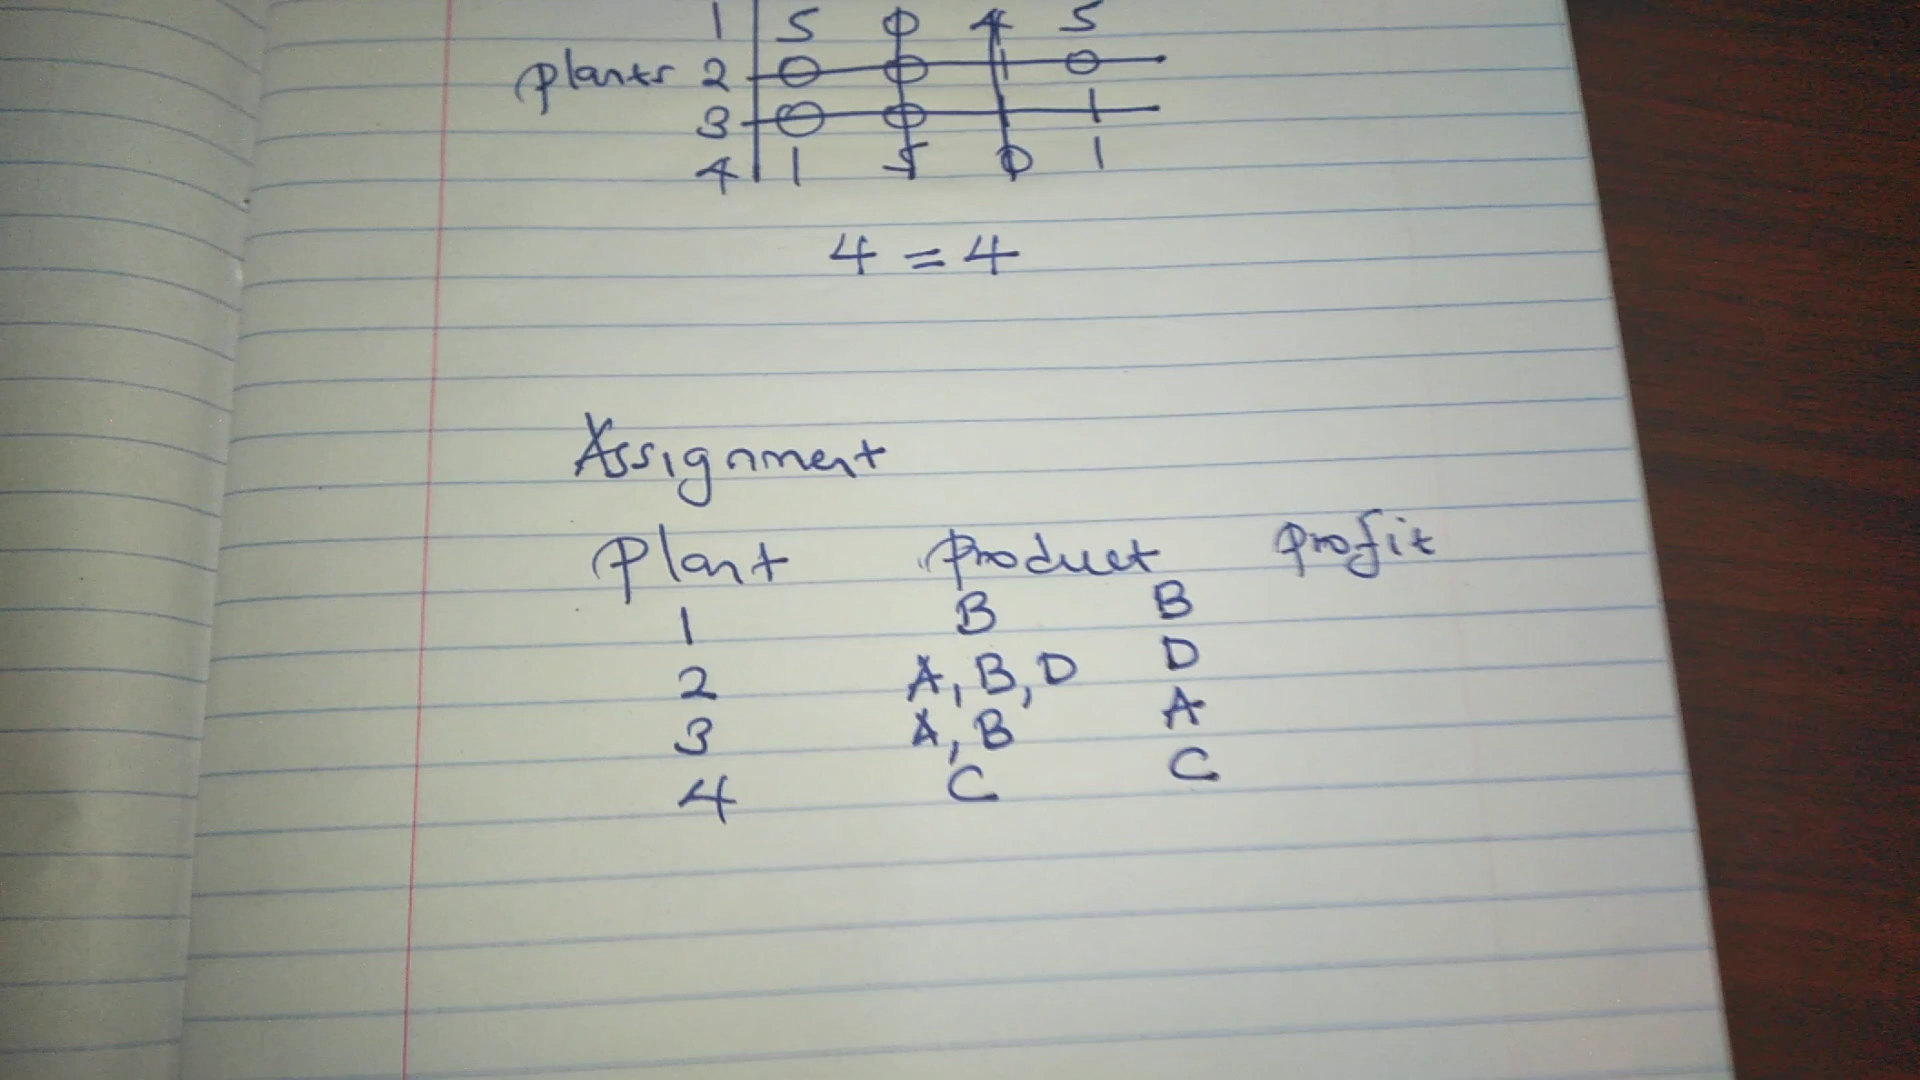 1 5 0 4 5
plants 2 0 0 1 0
3 0 0 1 1
4 1 5 0 1
4 = 4
Assignment
Plant Product Profit
1 B B
2 A, B, D D
3 A, B A
4 C C